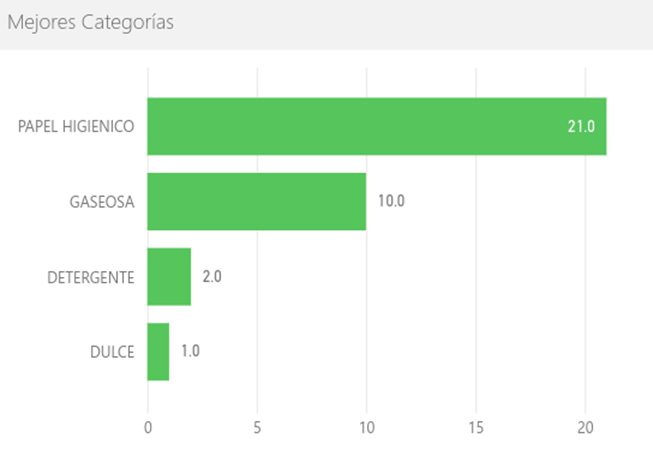 Mejores Categorías
PAPEL HIGIENICO 21.0
GASEOSA 10.0
DETERGENTE 2.0
DULCE 1.0
0 5 10 15 20